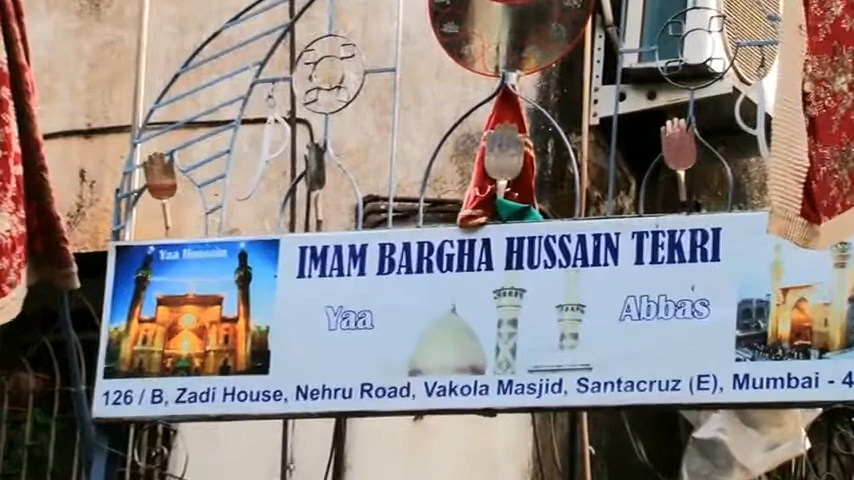 IMAM BARGHA HUSSAIN TEKRI
Yaa Hussain
Yaa Abbas
126 / B, Zadi House, Nehru Road, Vakola Masjid, Santacruz (E), Mumbai - 4